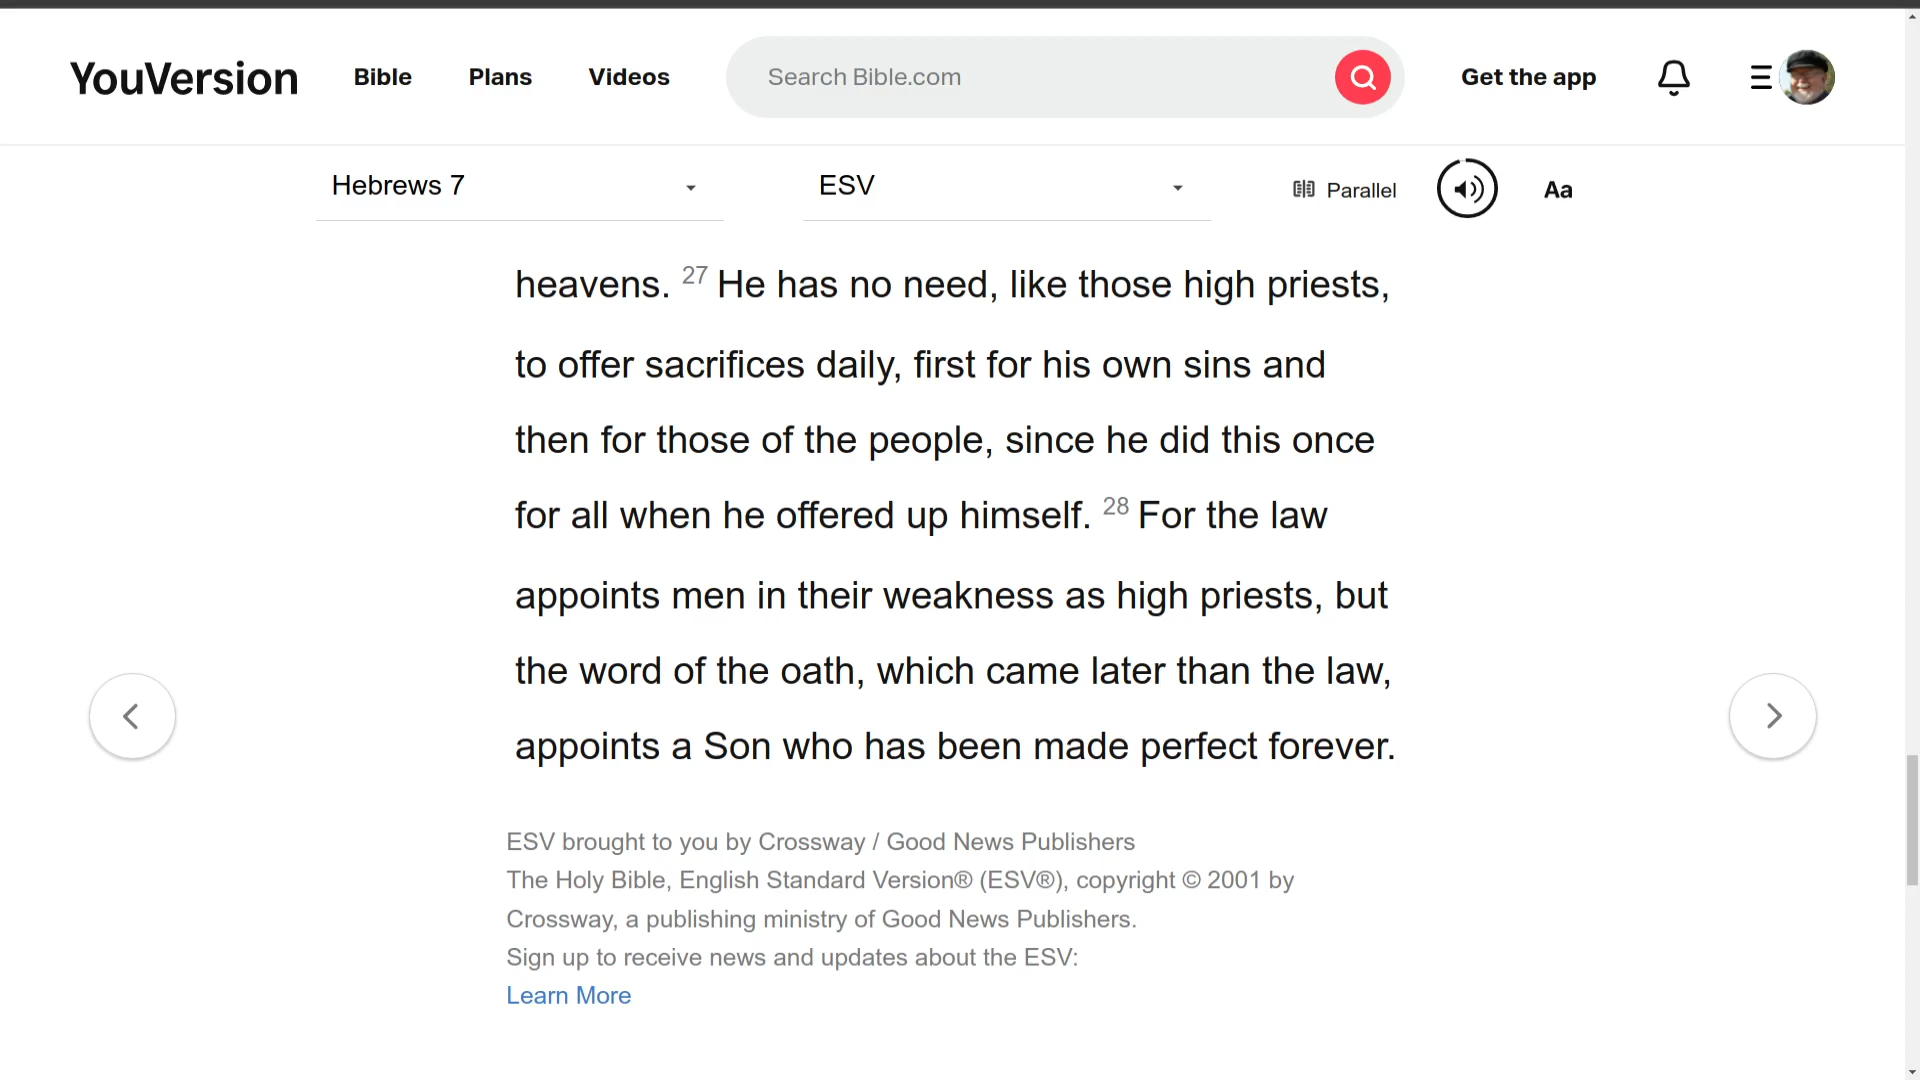 YouVersion
Bible
Plans
Videos
Search Bible.com
Get the app
Hebrews 7
ESV
Parallel
Aa
heavens. 27 He has no need, like those high priests,
to offer sacrifices daily, first for his own sins and
then for those of the people, since he did this once
for all when he offered up himself. 28 For the law
appoints men in their weakness as high priests, but
the word of the oath, which came later than the law,
appoints a Son who has been made perfect forever.
ESV brought to you by Crossway / Good News Publishers
The Holy Bible, English Standard Version® (ESV®), copyright © 2001 by
Crossway, a publishing ministry of Good News Publishers.
Sign up to receive news and updates about the ESV:
Learn More